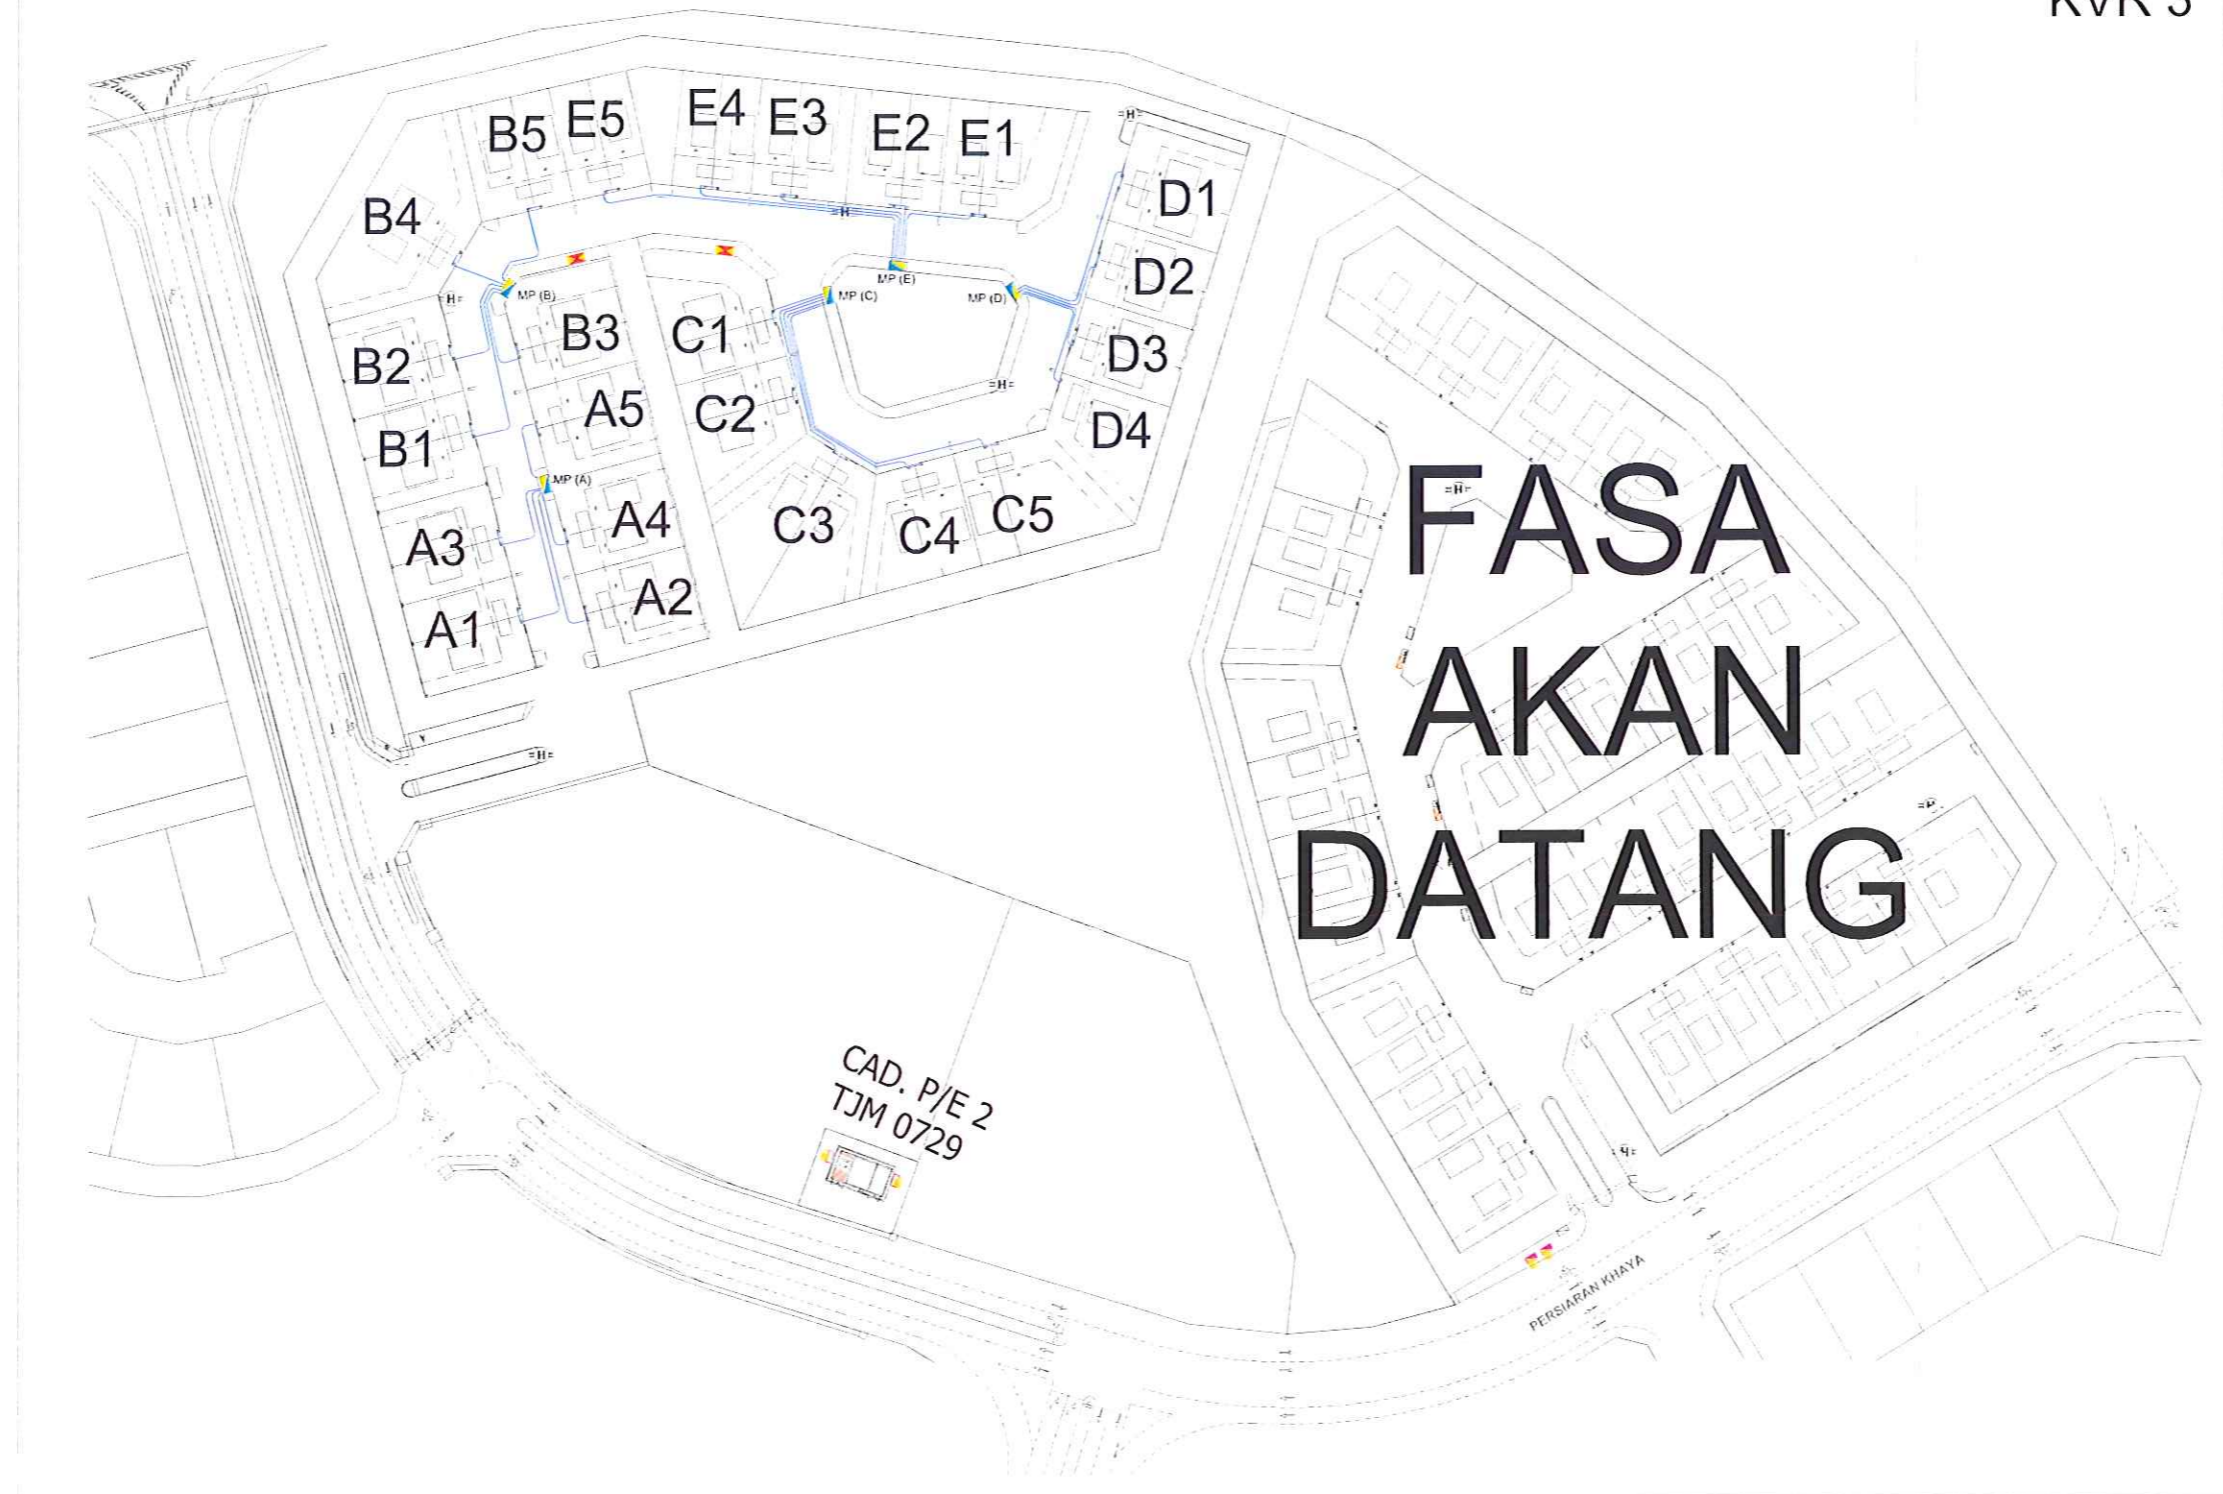 B5 E5 E4 E3 E2 E1
B4
D1
D2
MP (B)
MP (C)
MP (E)
MP (D)
B2
B3
C1
D3
B1
A5
C2
D4
MP (A)
A3
A4
C3
C4
C5
A1
A2
H
H
H
H
H
H
FASA
AKAN
DATANG
CAD. P/E 2
TJM 0729
PERSIARAN KHAYA